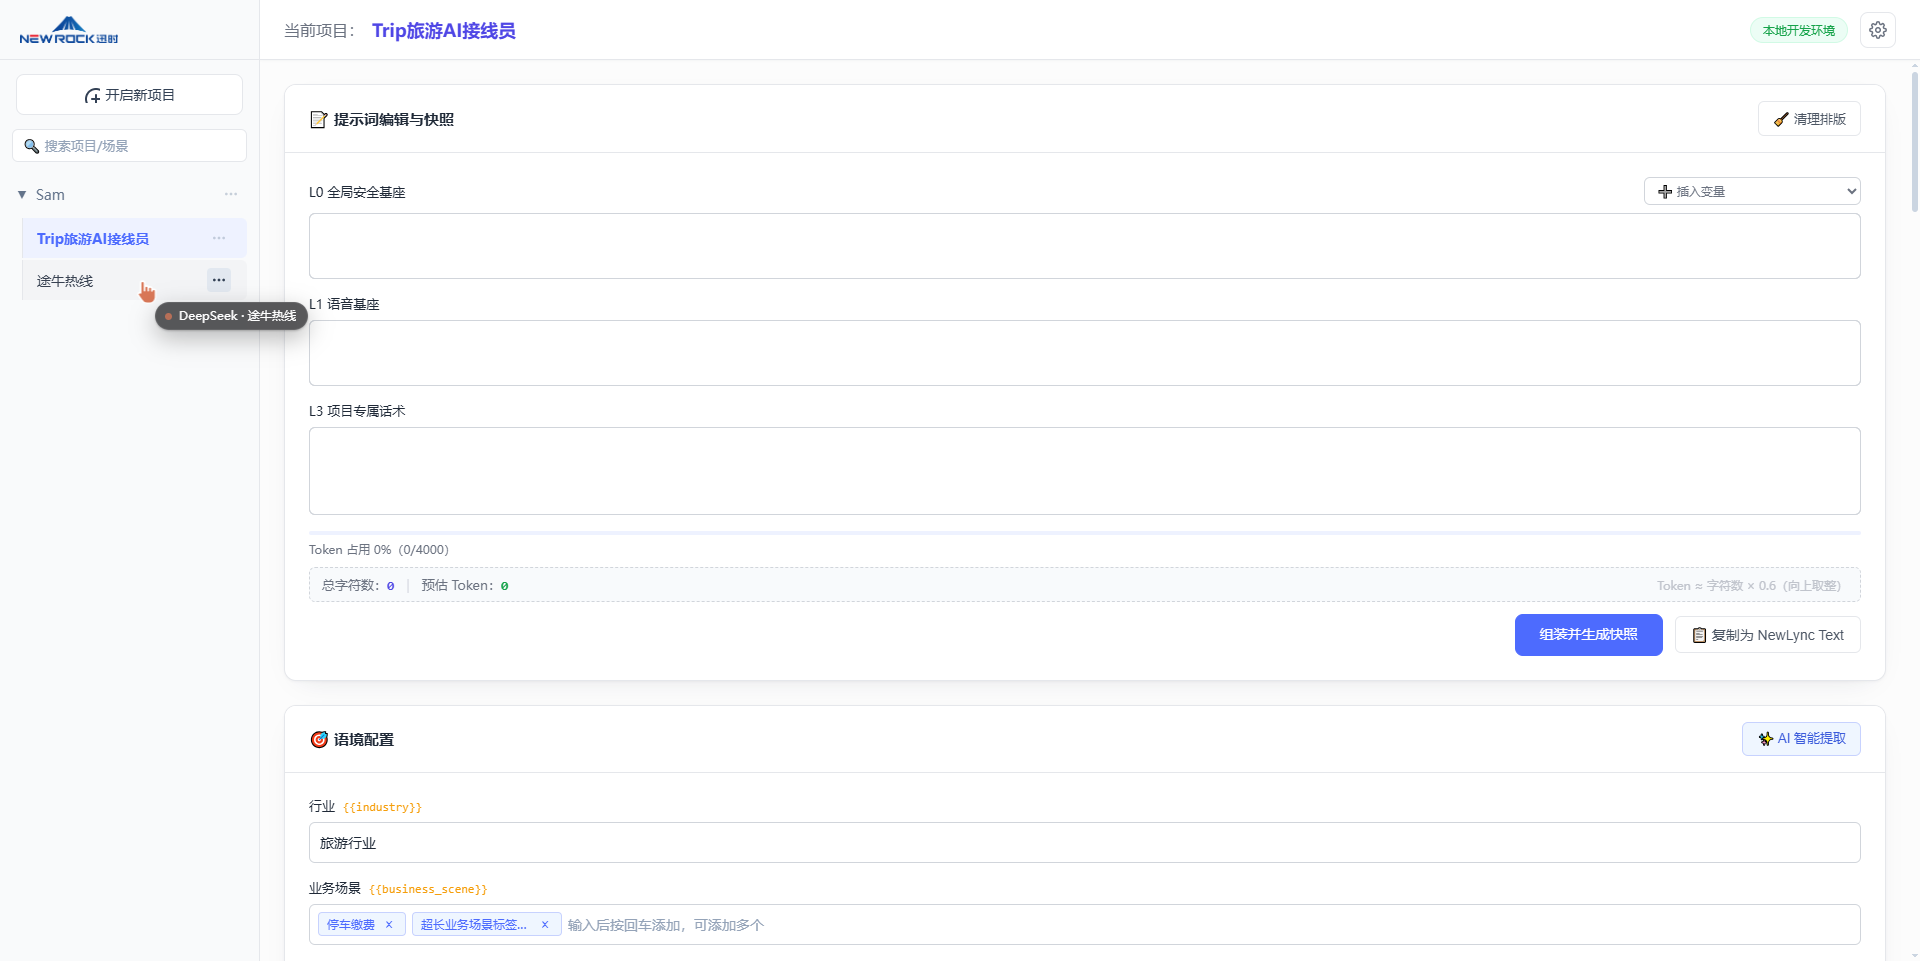 NEWROCK迅时
当前项目： Trip旅游AI接线员
本地开发环境
开启新项目
搜索项目/场景
Sam
Trip旅游AI接线员
途牛热线
DeepSeek · 途牛热线
提示词编辑与快照
清理排版
L0 全局安全基座
插入变量
L1 语音基座
L3 项目专属话术
Token 占用 0%（0/4000）
总字符数：0 | 预估 Token：0
Token ≈ 字符数 × 0.6（向上取整）
组装并生成快照
复制为 NewLync Text
语境配置
AI 智能提取
行业 {{industry}}
旅游行业
业务场景 {{business_scene}}
停车缴费 × 超长业务场景标签... × 输入后按回车添加，可添加多个